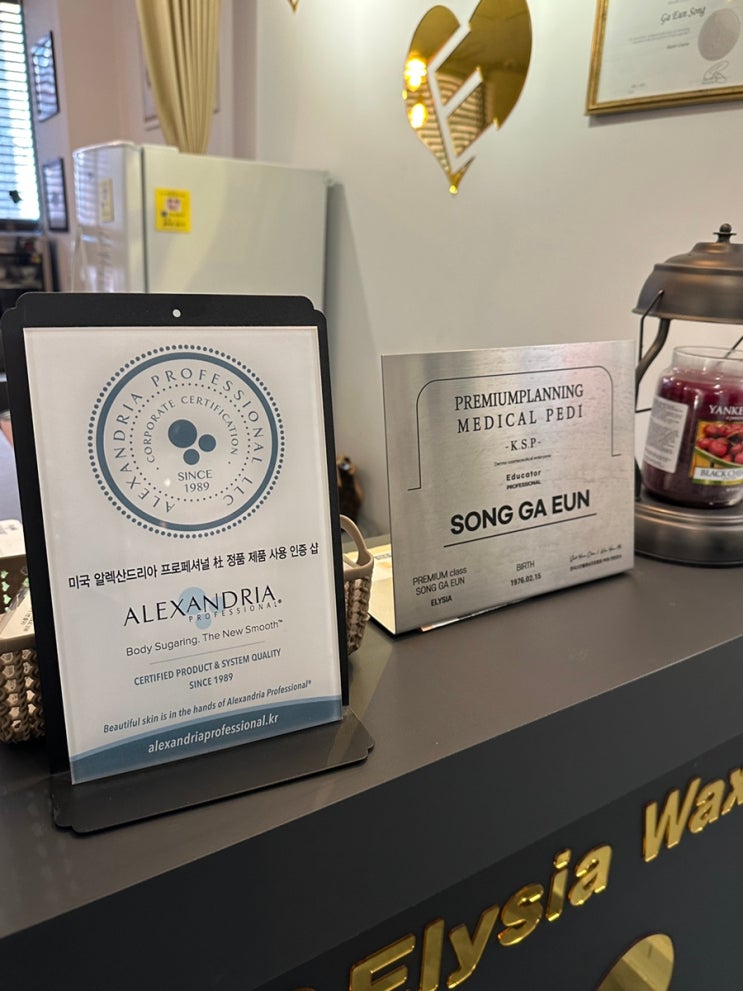 ALEXANDRIA PROFESSIONAL LLC
CORPORATE CERTIFICATION
SINCE
1989
미국 알렉산드리아 프로페셔널 社 정품 제품 사용 인증 샵
ALEXANDRIA®
PROFESSIONAL
Body Sugaring. The New Smooth™
CERTIFIED PRODUCT & SYSTEM QUALITY
SINCE 1989
Beautiful skin is in the hands of Alexandria Professional®
alexandriaprofessional.kr
PREMIUMPLANNING
MEDICAL PEDI
-K.S.P-
Educator
PROFESSIONAL
SONG GA EUN
PREMIUM class
SONG GA EUN
ELYSIA
BIRTH
1976.02.15
Ga Eun Song
YANKE
BLACK CHE
Elysia Wax